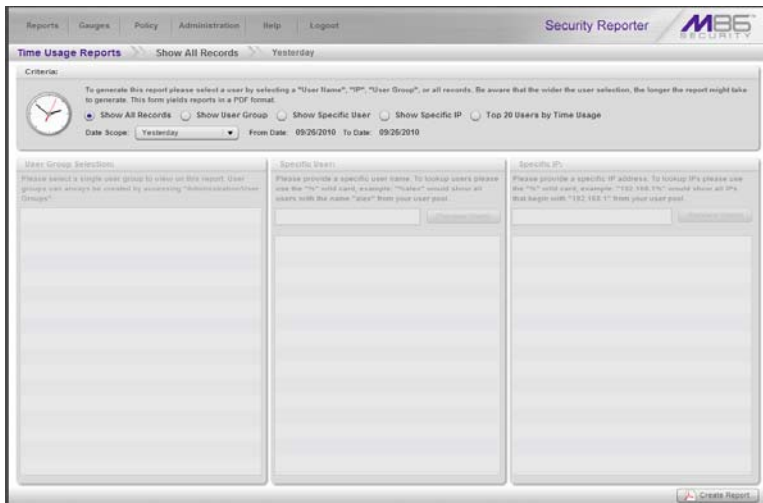 Reports Gauges Policy Administration Help Logout Security Reporter M86 SECURITY
Time Usage Reports Show All Records Yesterday
Criteria:
To generate this report please select a user by selecting a "User Name", "IP", "User Group", or all records. Be aware that the wider the user selection, the longer the report might take
to generate. This form yields reports in a PDF format.
Show All Records Show User Group Show Specific User Show Specific IP Top 20 Users by Time Usage
Date Scope: Yesterday From Date: 09/26/2010 To Date: 09/26/2010
User Group Selection:
Please select a single user group to view on this report. User
groups can always be created by accessing "Administration/User
Groups"
Specific User:
Please provide a specific user name. To lookup users please
use the "%" wild card, example: "%alex" would show all
users with the name "alex" from your user pool.
Specific IP:
Please provide a specific IP address. To lookup IPs please use
the "%" wild card, example: "192.168.1%" would show all IPs
that begin with "192.168.1" from your user pool.
Create Report